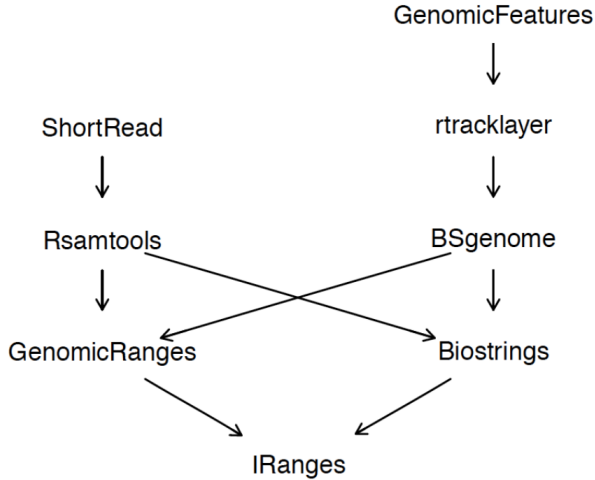 GenomicFeatures
ShortRead
rtracklayer
Rsamtools
BSgenome
GenomicRanges
Biostrings
IRanges